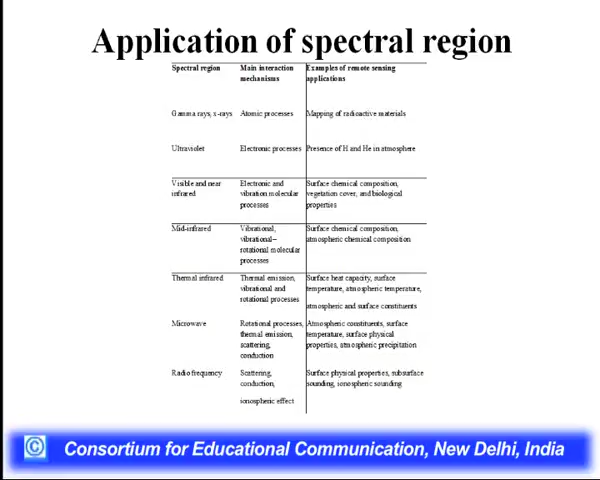 Application of spectral region
Spectral region Main interaction Examples of remote sensing
mechanisms applications
Gamma rays, x-rays Atomic processes Mapping of radioactive materials
Ultraviolet Electronic processes Presence of H and He in atmosphere
Visible and near Electronic and Surface chemical composition,
infrared vibration molecular vegetation cover, and biological
processes properties
Mid-infrared Vibrational, Surface chemical composition,
vibrational– atmospheric chemical composition
rotational molecular
processes
Thermal infrared Thermal emission, Surface heat capacity, surface
vibrational and temperature, atmospheric temperature,
rotational processes
atmospheric and surface constituents
Microwave Rotational processes, Atmospheric constituents, surface
thermal emission, temperature, surface physical
scattering, properties, atmospheric precipitation
conduction
Radio frequency Scattering, Surface physical properties, subsurface
conduction, sounding, ionospheric sounding
ionospheric effect
© Consortium for Educational Communication, New Delhi, India